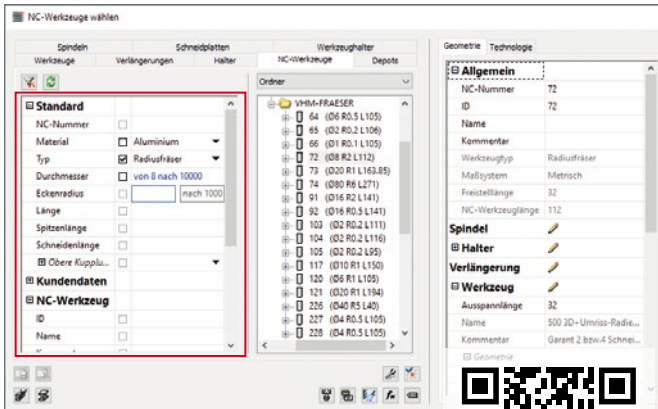 NC-Werkzeuge wählen
Spindeln Schneidplatten Werkzeughalter
Werkzeuge Verlängerungen Halter NC-Werkzeuge Depots
Ordner
Standard
NC-Nummer
Material Aluminium
Typ Radiusfräser
Durchmesser von 8 nach 10000
Eckenradius nach 1000
Länge
Spitzenlänge
Schneidenlänge
Obere Kupplu...
Kundendaten
NC-Werkzeug
ID
Name
VHM-FRAESER
64 (Ø6 R0.5 L105)
65 (Ø2 R0.2 L106)
66 (Ø1 R0.1 L105)
72 (Ø8 R2 L112)
73 (Ø20 R1 L163.85)
74 (Ø80 R6 L271)
91 (Ø16 R2 L141)
92 (Ø16 R0.5 L141)
103 (Ø2 R0.2 L111)
104 (Ø2 R0.2 L116)
105 (Ø2 R0.2 L95)
117 (Ø10 R1 L150)
120 (Ø6 R1 L105)
121 (Ø20 R1 L194)
226 (Ø40 R5 L40)
227 (Ø4 R0.5 L105)
228 (Ø4 R0.5 L105)
Geometrie Technologie
Allgemein
NC-Nummer 72
ID 72
Name
Kommentar
Werkzeugtyp Radiusfräser
Maßsystem Metrisch
Freistelllänge 32
NC-Werkzeuglänge 112
Spindel
Halter
Verlängerung
Werkzeug
Ausspannlänge 32
Name 500 3D+Umriss-Radie...
Kommentar Garant 2 bzw.4 Schnei...
Geometrie